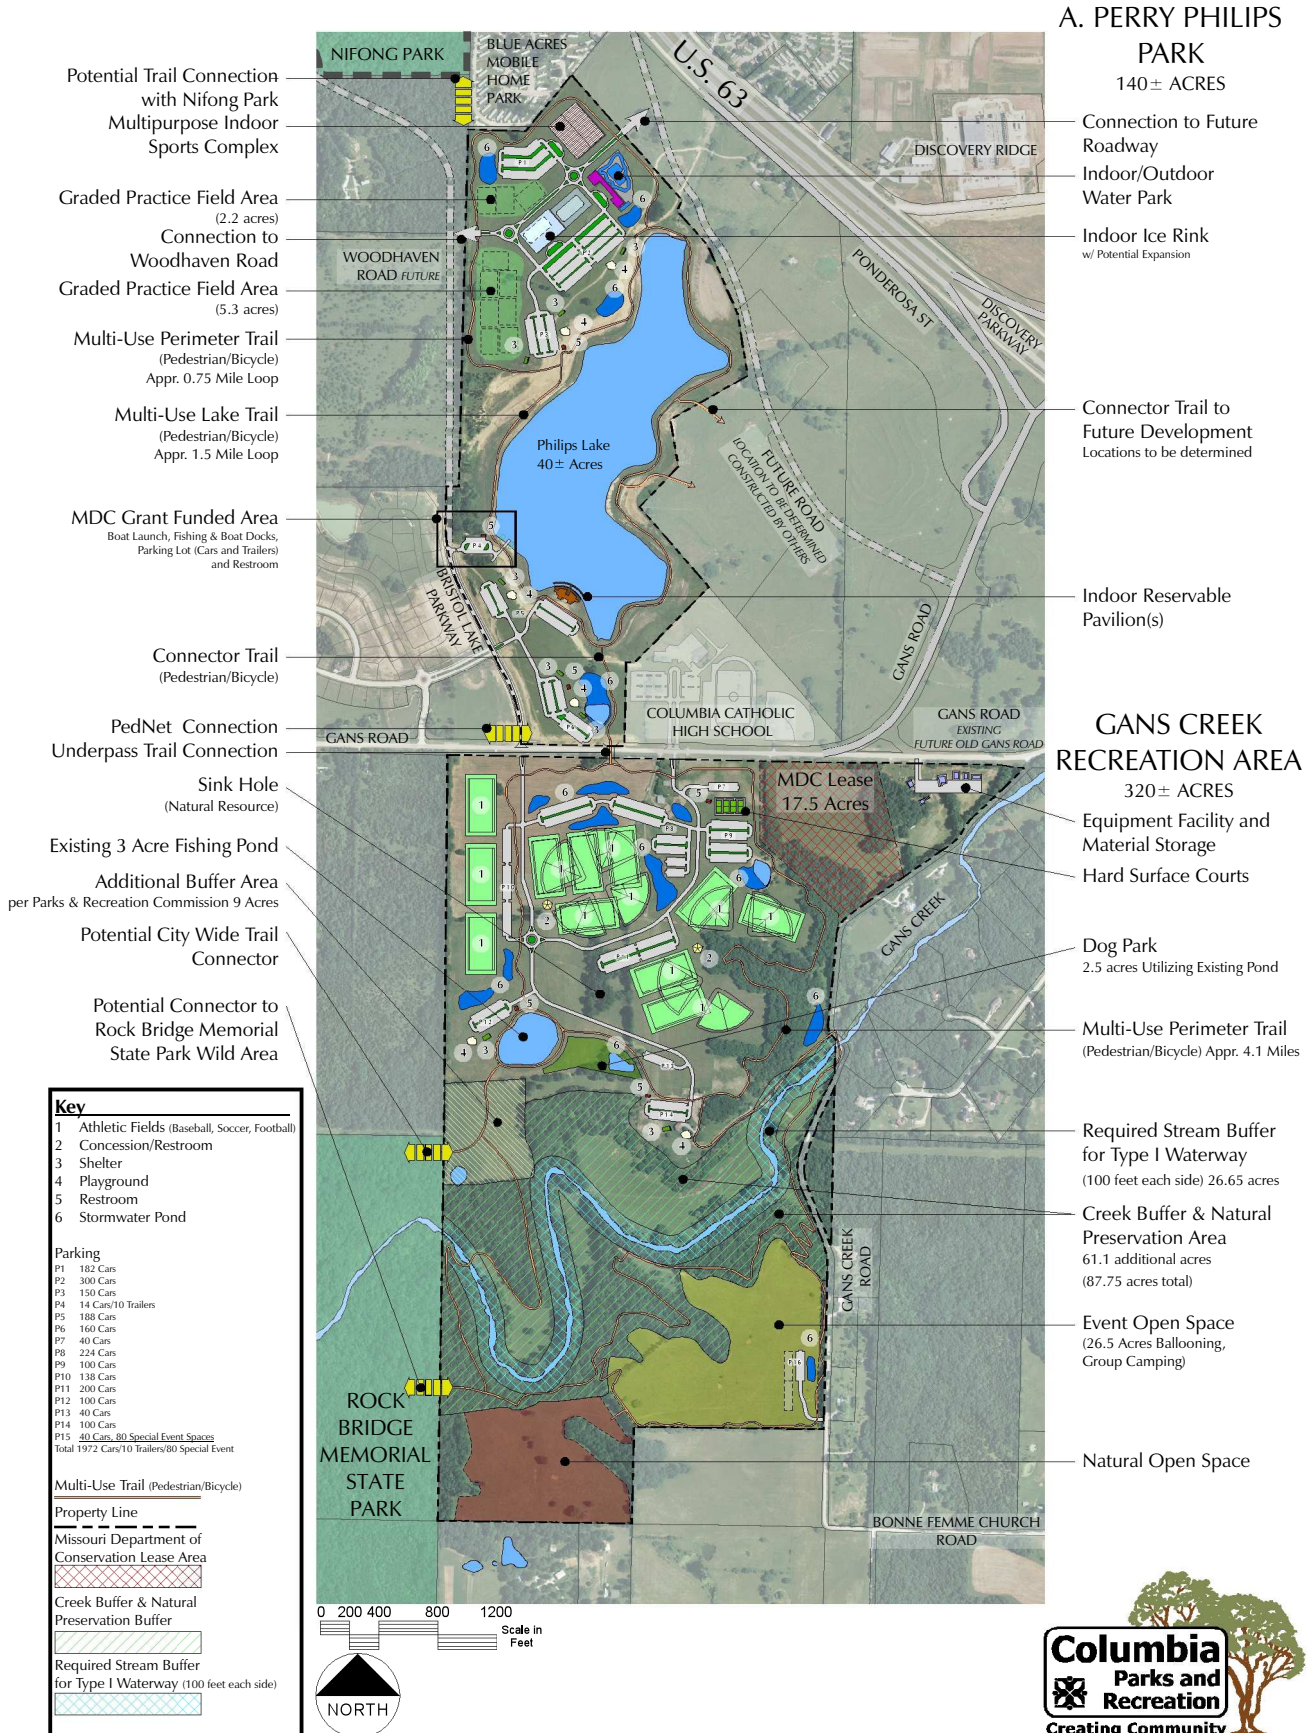 A. PERRY PHILIPS
PARK
140± ACRES
NIFONG PARK
BLUE ACRES
MOBILE
HOME
PARK
U.S. 63
DISCOVERY RIDGE
WOODHAVEN
ROAD FUTURE
PONDEROSA ST
DISCOVERY
PARKWAY
Philips Lake
40± Acres
FUTURE ROAD
LOCATION TO BE DETERMINED
CONSTRUCTED BY OTHERS
BRISTOL LAKE
PARKWAY
GANS ROAD
COLUMBIA CATHOLIC
HIGH SCHOOL
GANS ROAD
EXISTING
FUTURE OLD GANS ROAD
GANS ROAD
MDC Lease
17.5 Acres
GANS CREEK
GANS CREEK
ROAD
ROCK
BRIDGE
MEMORIAL
STATE
PARK
BONNE FEMME CHURCH
ROAD
Potential Trail Connection
with Nifong Park
Multipurpose Indoor
Sports Complex
Graded Practice Field Area
(2.2 acres)
Connection to
Woodhaven Road
Graded Practice Field Area
(5.3 acres)
Multi-Use Perimeter Trail
(Pedestrian/Bicycle)
Appr. 0.75 Mile Loop
Multi-Use Lake Trail
(Pedestrian/Bicycle)
Appr. 1.5 Mile Loop
MDC Grant Funded Area
Boat Launch, Fishing & Boat Docks,
Parking Lot (Cars and Trailers)
and Restroom
Connector Trail
(Pedestrian/Bicycle)
PedNet Connection
Underpass Trail Connection
Sink Hole
(Natural Resource)
Existing 3 Acre Fishing Pond
Additional Buffer Area
per Parks & Recreation Commission 9 Acres
Potential City Wide Trail
Connector
Potential Connector to
Rock Bridge Memorial
State Park Wild Area
Connection to Future
Roadway
Indoor/Outdoor
Water Park
Indoor Ice Rink
w/ Potential Expansion
Connector Trail to
Future Development
Locations to be determined
Indoor Reservable
Pavilion(s)
GANS CREEK
RECREATION AREA
320± ACRES
Equipment Facility and
Material Storage
Hard Surface Courts
Dog Park
2.5 acres Utilizing Existing Pond
Multi-Use Perimeter Trail
(Pedestrian/Bicycle) Appr. 4.1 Miles
Required Stream Buffer
for Type I Waterway
(100 feet each side) 26.65 acres
Creek Buffer & Natural
Preservation Area
61.1 additional acres
(87.75 acres total)
Event Open Space
(26.5 Acres Ballooning,
Group Camping)
Natural Open Space
Key
1 Athletic Fields (Baseball, Soccer, Football)
2 Concession/Restroom
3 Shelter
4 Playground
5 Restroom
6 Stormwater Pond
Parking
P1 182 Cars
P2 300 Cars
P3 150 Cars
P4 14 Cars/10 Trailers
P5 188 Cars
P6 160 Cars
P7 40 Cars
P8 224 Cars
P9 100 Cars
P10 138 Cars
P11 200 Cars
P12 100 Cars
P13 40 Cars
P14 100 Cars
P15 40 Cars, 80 Special Event Spaces
Total 1972 Cars/10 Trailers/80 Special Event
Multi-Use Trail (Pedestrian/Bicycle)
Property Line
Missouri Department of
Conservation Lease Area
Creek Buffer & Natural
Preservation Buffer
Required Stream Buffer
for Type I Waterway (100 feet each side)
0 200 400 800 1200
Scale in
Feet
NORTH
Columbia
Parks and
Recreation
Creating Community